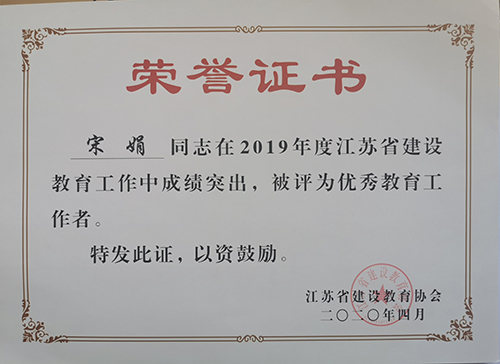 荣誉证书
宋娟 同志在2019年度江苏省建设
教育工作中成绩突出，被评为优秀教育工
作者。
特发此证，以资鼓励。
江苏省建设教育协会
二〇二〇年四月